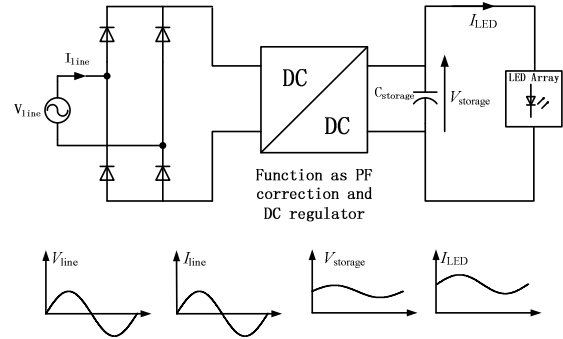 I_LED
I_line
V_line
DC
DC
C_storage
V_storage
LED Array
Function as PF
correction and
DC regulator
V_line
I_line
V_storage
I_LED